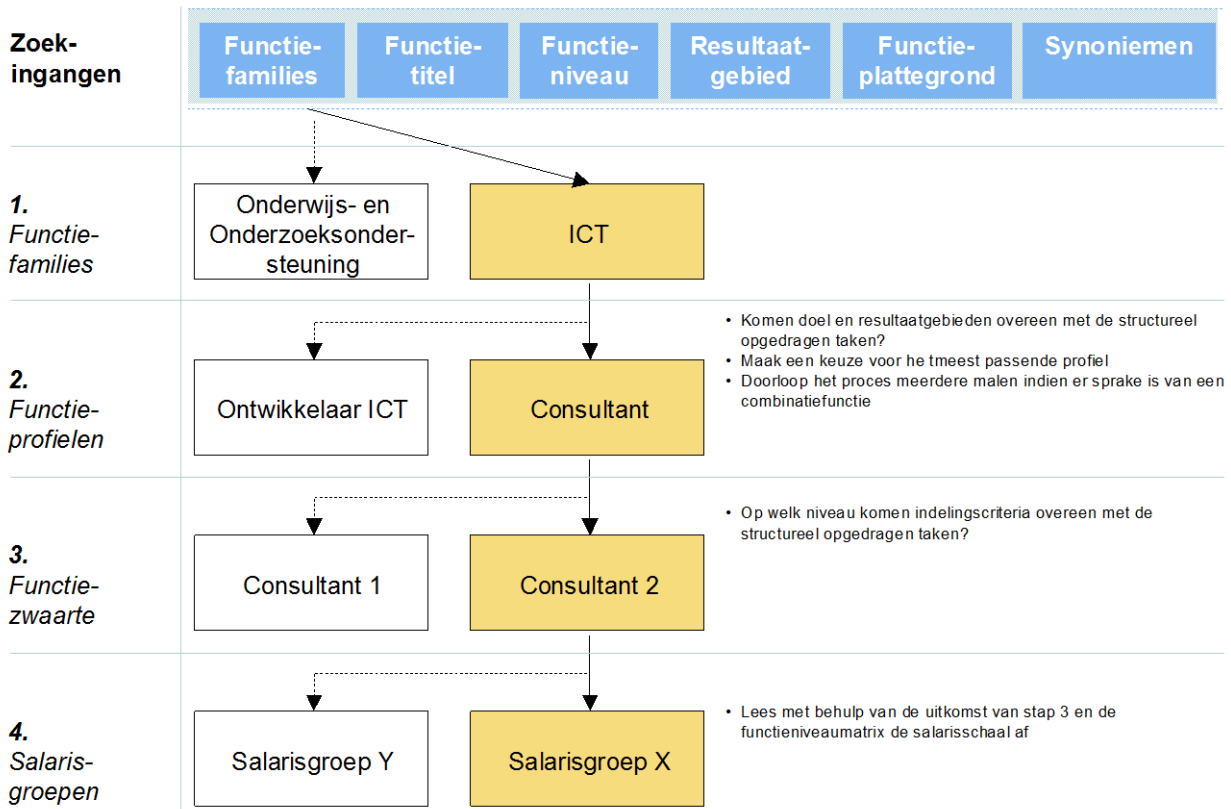 Zoek-
ingangen
Functie-
families
Functie-
titel
Functie-
niveau
Resultaat-
gebied
Functie-
plattegrond
Synoniemen
1.
Functie-
families
Onderwijs- en
Onderzoeksonder-
steuning
ICT
2.
Functie-
profielen
Ontwikkelaar ICT
Consultant
• Komen doel en resultaatgebieden overeen met de structureel
opgedragen taken?
• Maak een keuze voor he tmeest passende profiel
• Doorloop het proces meerdere malen indien er sprake is van een
combinatiefunctie
3.
Functie-
zwaarte
Consultant 1
Consultant 2
• Op welk niveau komen indelingscriteria overeen met de
structureel opgedragen taken?
4.
Salaris-
groepen
Salarisgroep Y
Salarisgroep X
• Lees met behulp van de uitkomst van stap 3 en de
functieniveaumatrix de salarisschaal af